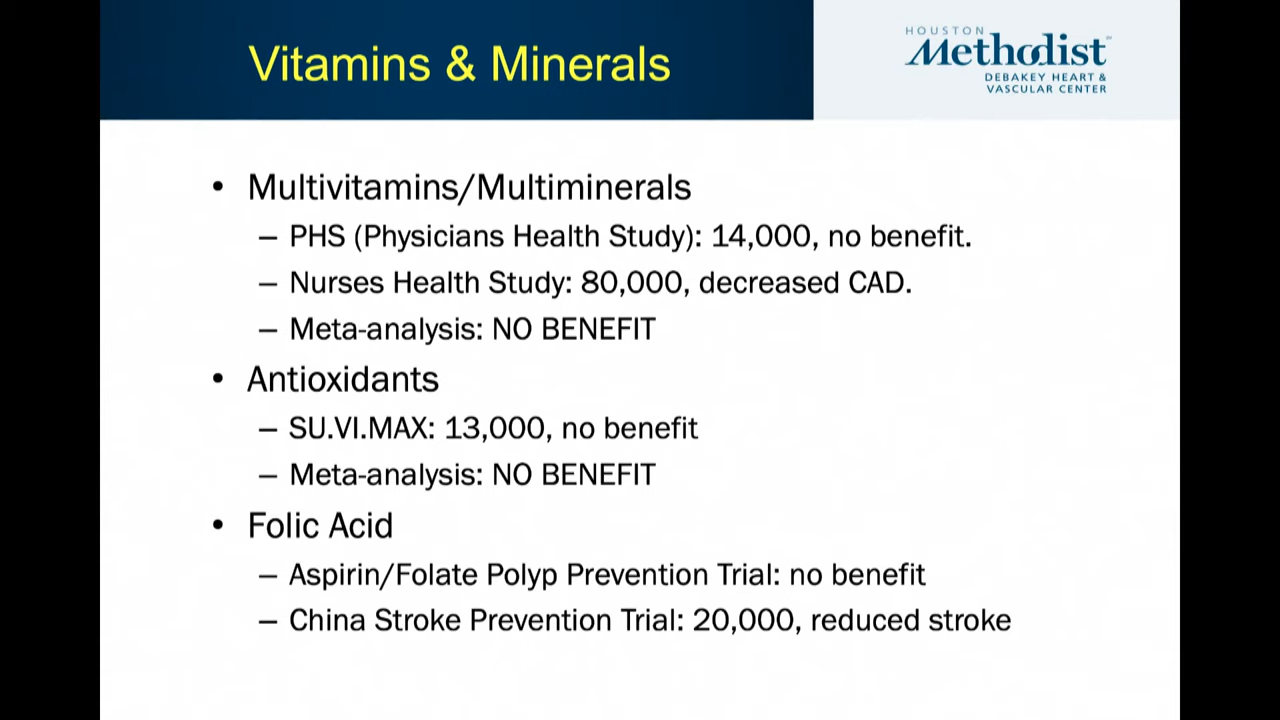 Vitamins & Minerals
HOUSTON
Methodist
DEBAKEY HEART &
VASCULAR CENTER
• Multivitamins/Multiminerals
– PHS (Physicians Health Study): 14,000, no benefit.
– Nurses Health Study: 80,000, decreased CAD.
– Meta-analysis: NO BENEFIT
• Antioxidants
– SU.VI.MAX: 13,000, no benefit
– Meta-analysis: NO BENEFIT
• Folic Acid
– Aspirin/Folate Polyp Prevention Trial: no benefit
– China Stroke Prevention Trial: 20,000, reduced stroke